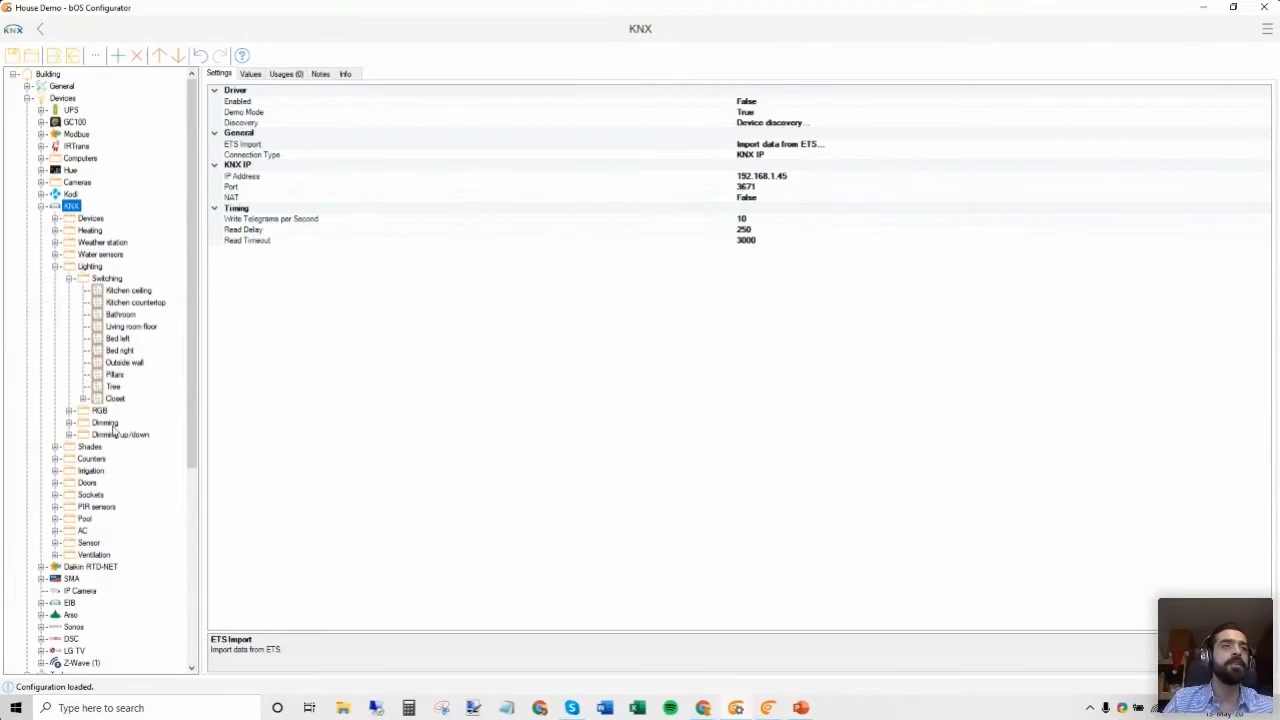 House Demo - bOS Configurator
KNX
KNX
Building
General
Devices
UPS
GC100
Modbus
IRTrans
Computers
Hue
Cameras
Kodi
KNX
Devices
Heating
Weather station
Water sensors
Lighting
Switching
Kitchen ceiling
Kitchen countertop
Bathroom
Living room floor
Bed left
Bed right
Outside wall
Pillars
Tree
Closet
RGB
Dimming
Dimming up/down
Shades
Counters
Irrigation
Doors
Sockets
PIR sensors
Pool
AC
Sensor
Ventilation
Daikin RTD-NET
SMA
IP Camera
EIB
Arso
Sonos
DSC
LG TV
Z-Wave (1)
Settings Values Usages (0) Notes Info
Driver
Enabled False
Demo Mode True
Discovery Device discovery...
General
ETS Import Import data from ETS...
Connection Type KNX IP
KNX IP
IP Address 192.168.1.45
Port 3671
NAT False
Timing
Write Telegrams per Second 10
Read Delay 250
Read Timeout 3000
ETS Import
Import data from ETS
Configuration loaded.
Type here to search